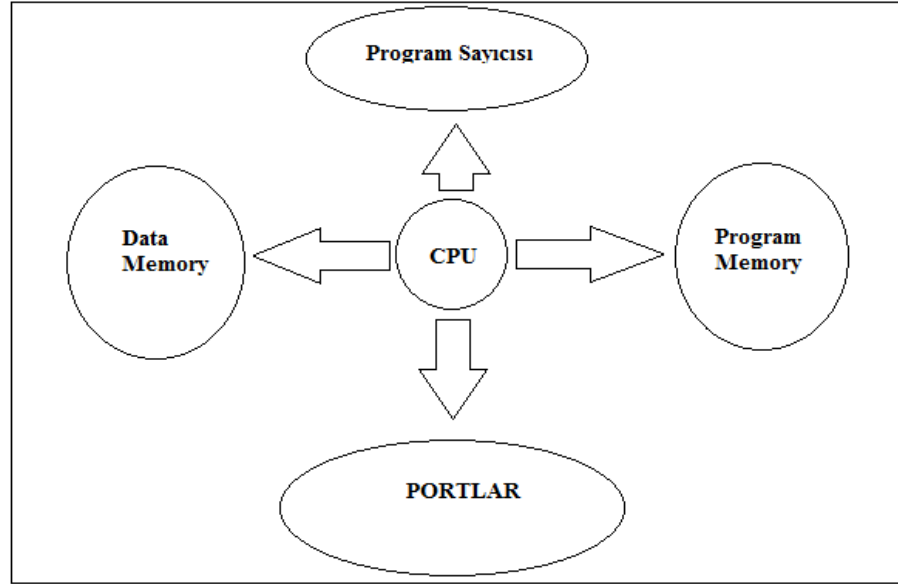 Program Sayıcısı
Data
Memory
CPU
Program
Memory
PORTLAR